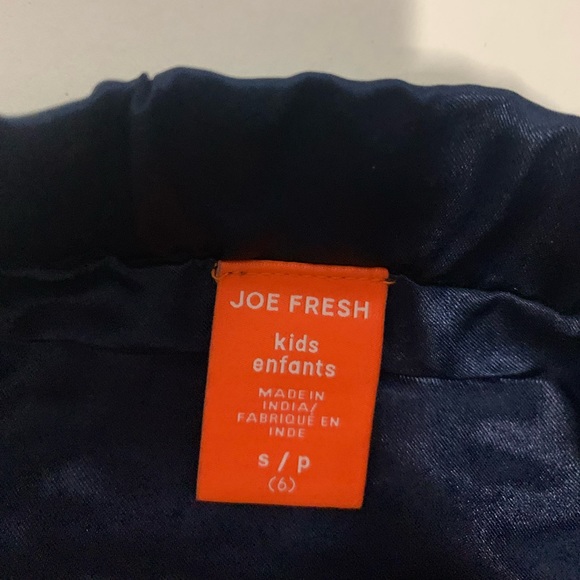 JOE FRESH
kids
enfants
MADE IN
INDIA/
FABRIQUÉ EN
INDE
s / p
(6)